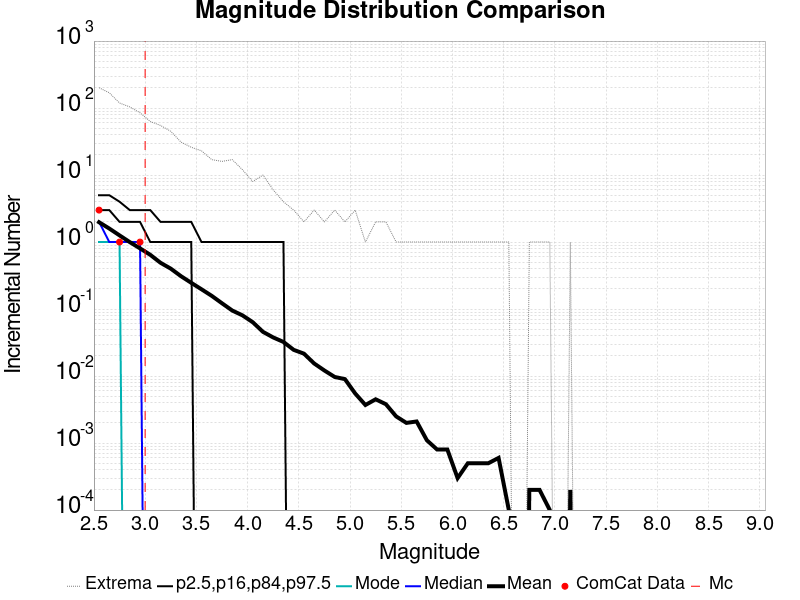 Magnitude Distribution Comparison
10^3
10^2
10^1
10^0
10^-1
10^-2
10^-3
10^-4
Incremental Number
2.5 3.0 3.5 4.0 4.5 5.0 5.5 6.0 6.5 7.0 7.5 8.0 8.5 9.0
Magnitude
Extrema p2.5,p16,p84,p97.5 Mode Median Mean ComCat Data Mc